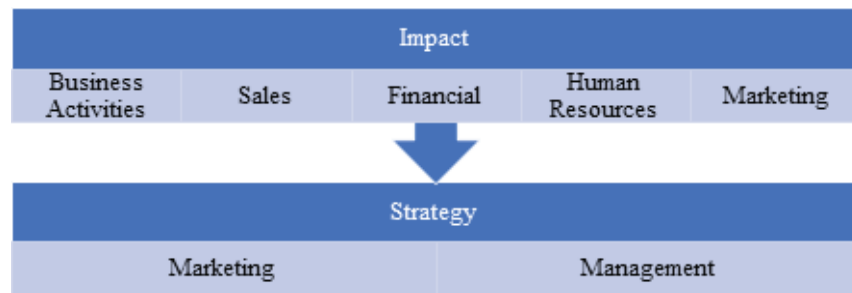 Impact
Business
Activities
Sales
Financial
Human
Resources
Marketing
Strategy
Marketing
Management